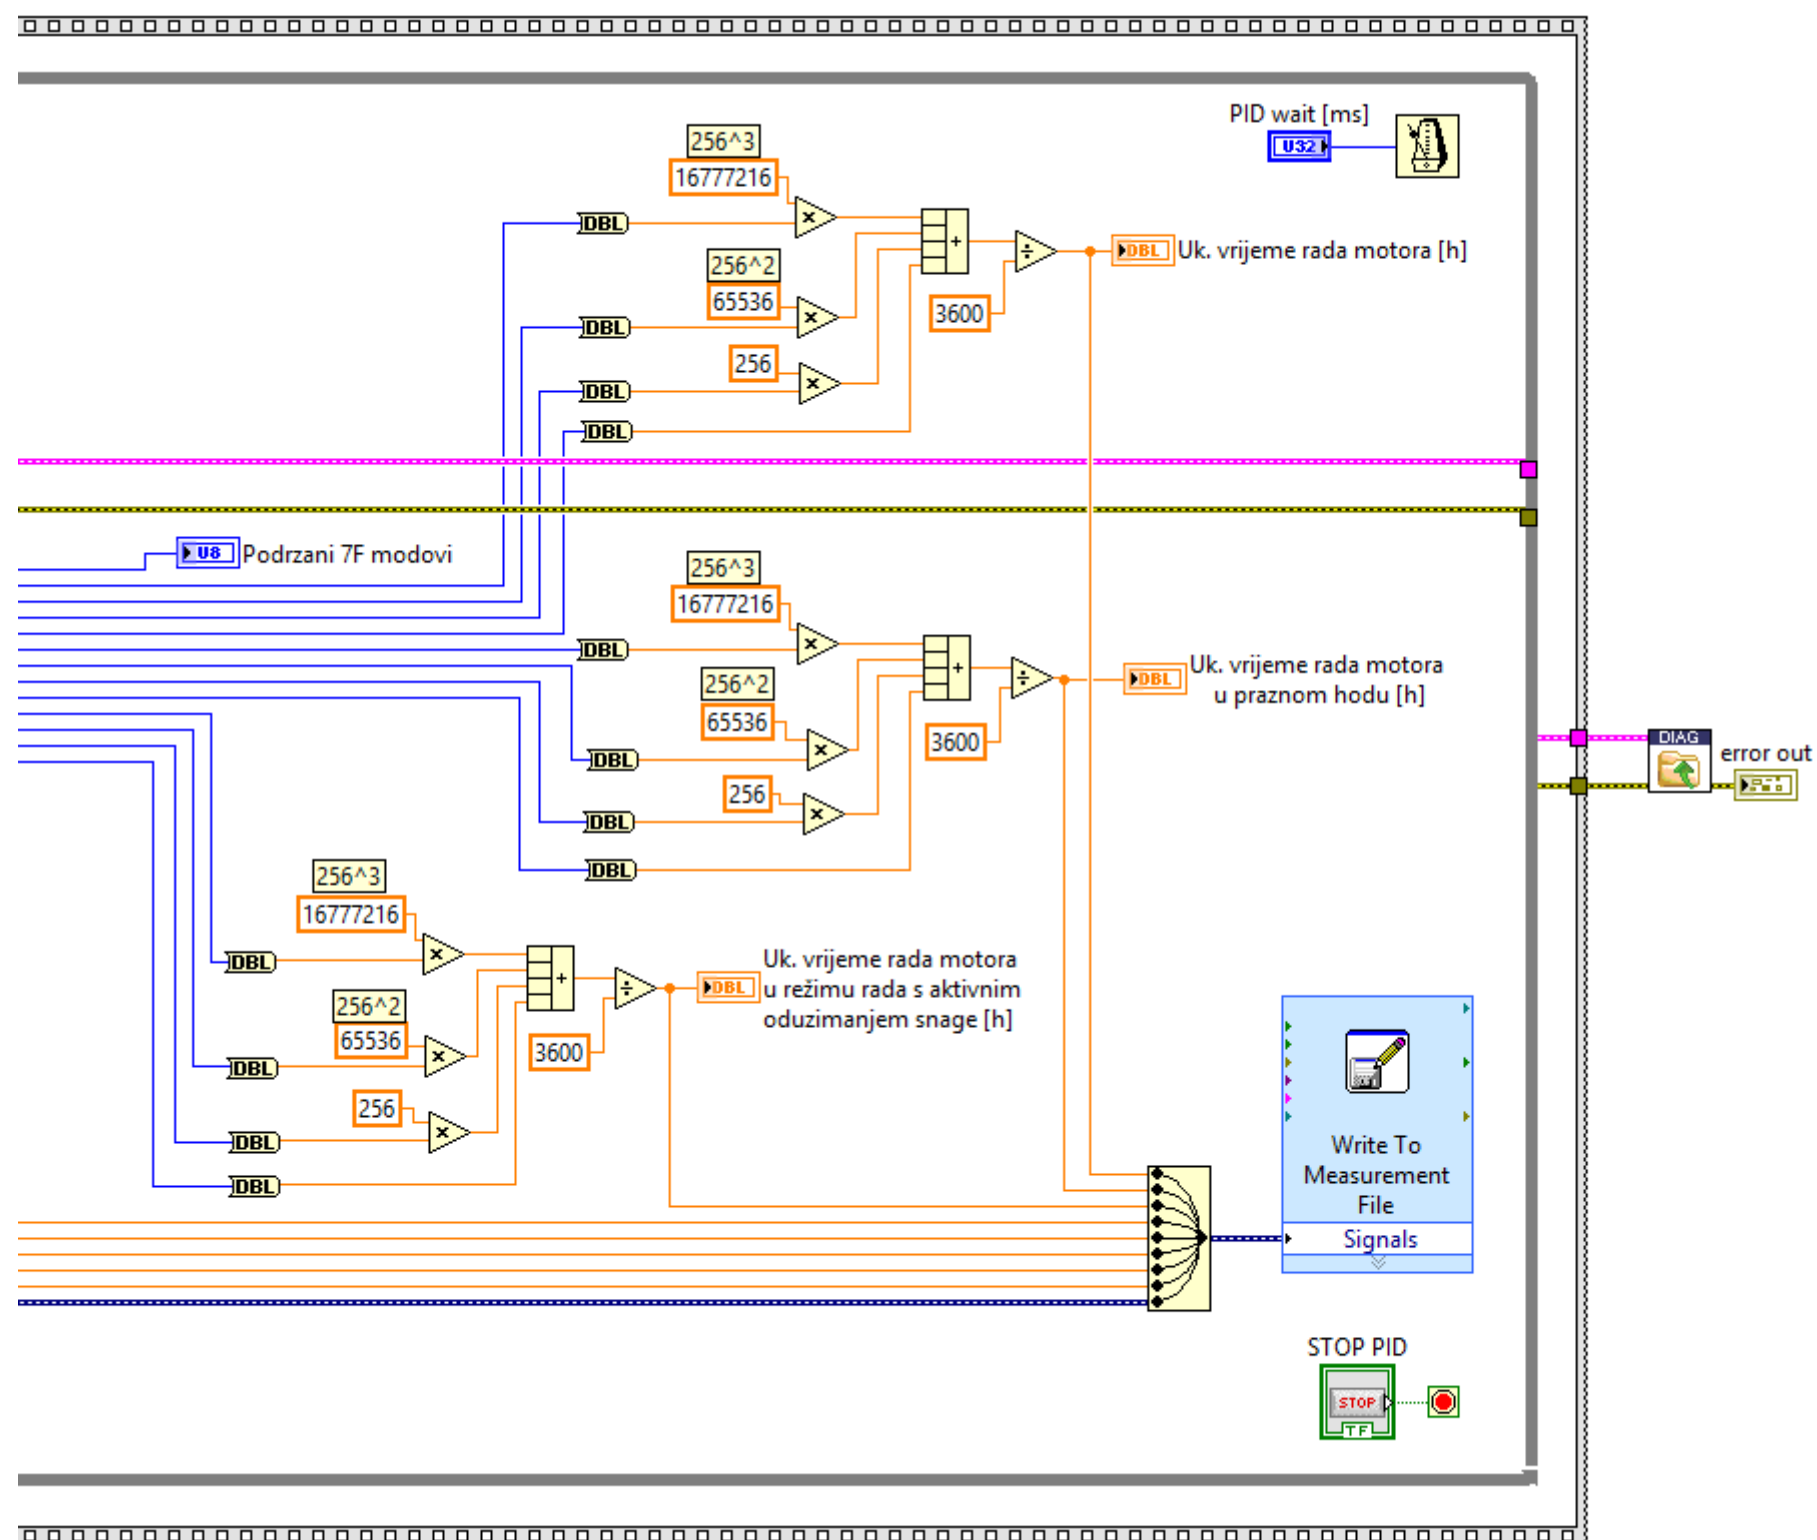 PID wait [ms]
U32
256^3
16777216
DBL
256^2
65536
DBL
256
DBL
DBL
3600
DBL
Uk. vrijeme rada motora [h]
U8
Podrzani 7F modovi
256^3
16777216
DBL
256^2
65536
DBL
256
DBL
DBL
3600
DBL
Uk. vrijeme rada motora
u praznom hodu [h]
DIAG
error out
256^3
16777216
DBL
256^2
65536
DBL
256
DBL
DBL
3600
DBL
Uk. vrijeme rada motora
u režimu rada s aktivnim
oduzimanjem snage [h]
Write To
Measurement
File
Signals
STOP PID
STOP
TF